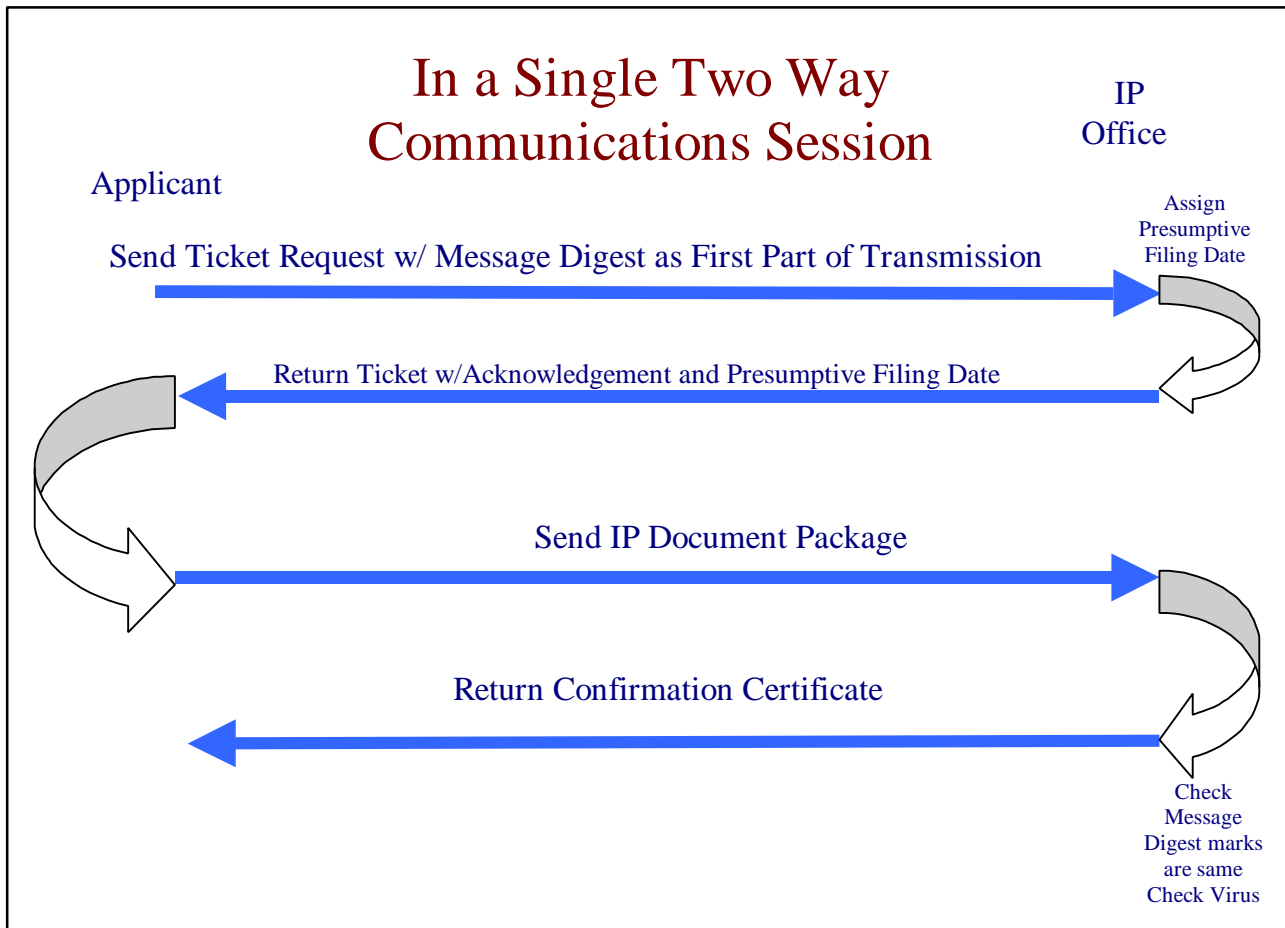 In a Single Two Way
Communications Session
IP
Office
Applicant
Assign
Presumptive
Filing Date
Send Ticket Request w/ Message Digest as First Part of Transmission
Return Ticket w/Acknowledgement and Presumptive Filing Date
Send IP Document Package
Return Confirmation Certificate
Check
Message
Digest marks
are same
Check Virus